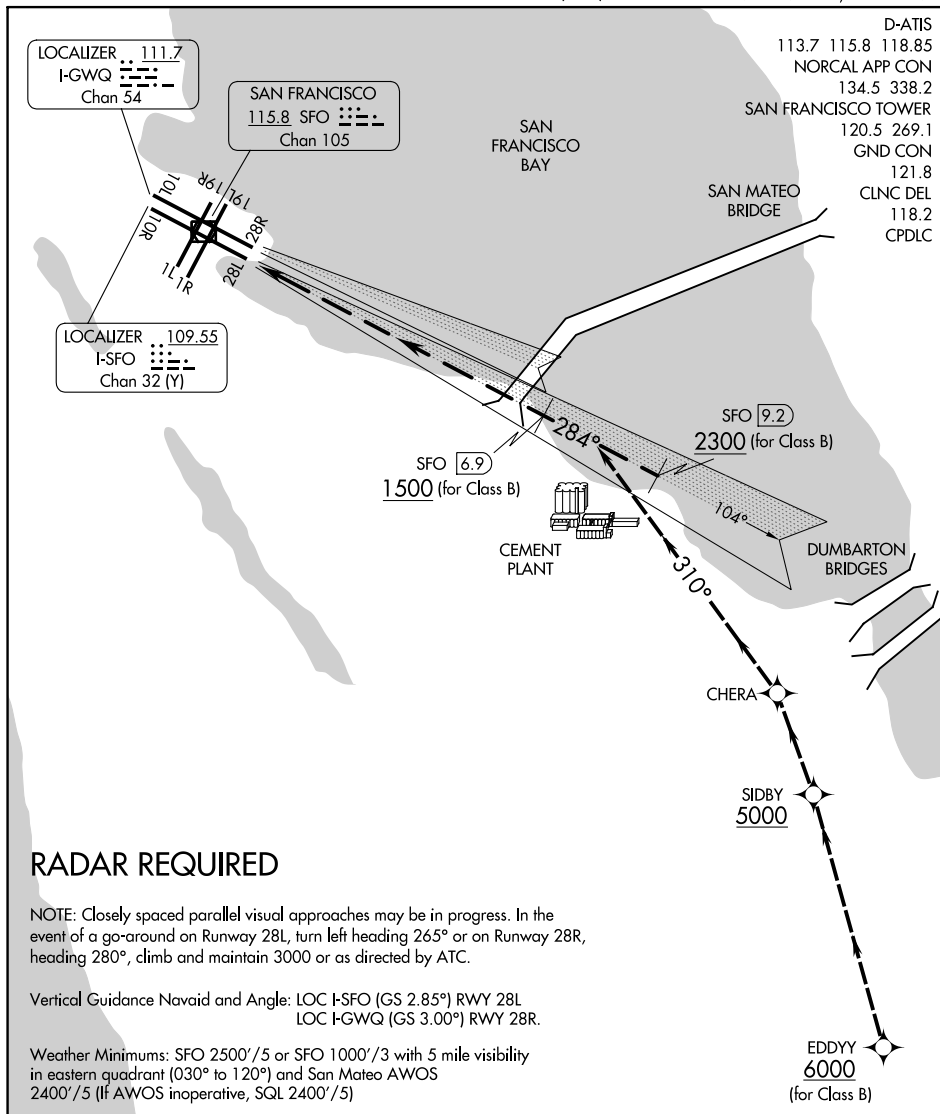 D-ATIS
113.7 115.8 118.85
NORCAL APP CON
134.5 338.2
SAN FRANCISCO TOWER
120.5 269.1
GND CON
121.8
CLNC DEL
118.2
CPDLC
LOCALIZER 111.7
I-GWQ
Chan 54
SAN FRANCISCO
115.8 SFO
Chan 105
SAN
FRANCISCO
BAY
SAN MATEO
BRIDGE
10L
10R
19R
19L
28R
28L
1L
1R
LOCALIZER 109.55
I-SFO
Chan 32 (Y)
SFO 9.2
2300 (for Class B)
284°
SFO 6.9
1500 (for Class B)
104°
CEMENT
PLANT
DUMBARTON
BRIDGES
310°
CHERA
SIDBY
5000
EDDYY
6000
(for Class B)
RADAR REQUIRED
NOTE: Closely spaced parallel visual approaches may be in progress. In the
event of a go-around on Runway 28L, turn left heading 265° or on Runway 28R,
heading 280°, climb and maintain 3000 or as directed by ATC.
Vertical Guidance Navaid and Angle: LOC I-SFO (GS 2.85°) RWY 28L
LOC I-GWQ (GS 3.00°) RWY 28R.
Weather Minimums: SFO 2500'/5 or SFO 1000'/3 with 5 mile visibility
in eastern quadrant (030° to 120°) and San Mateo AWOS
2400'/5 (If AWOS inoperative, SQL 2400'/5)